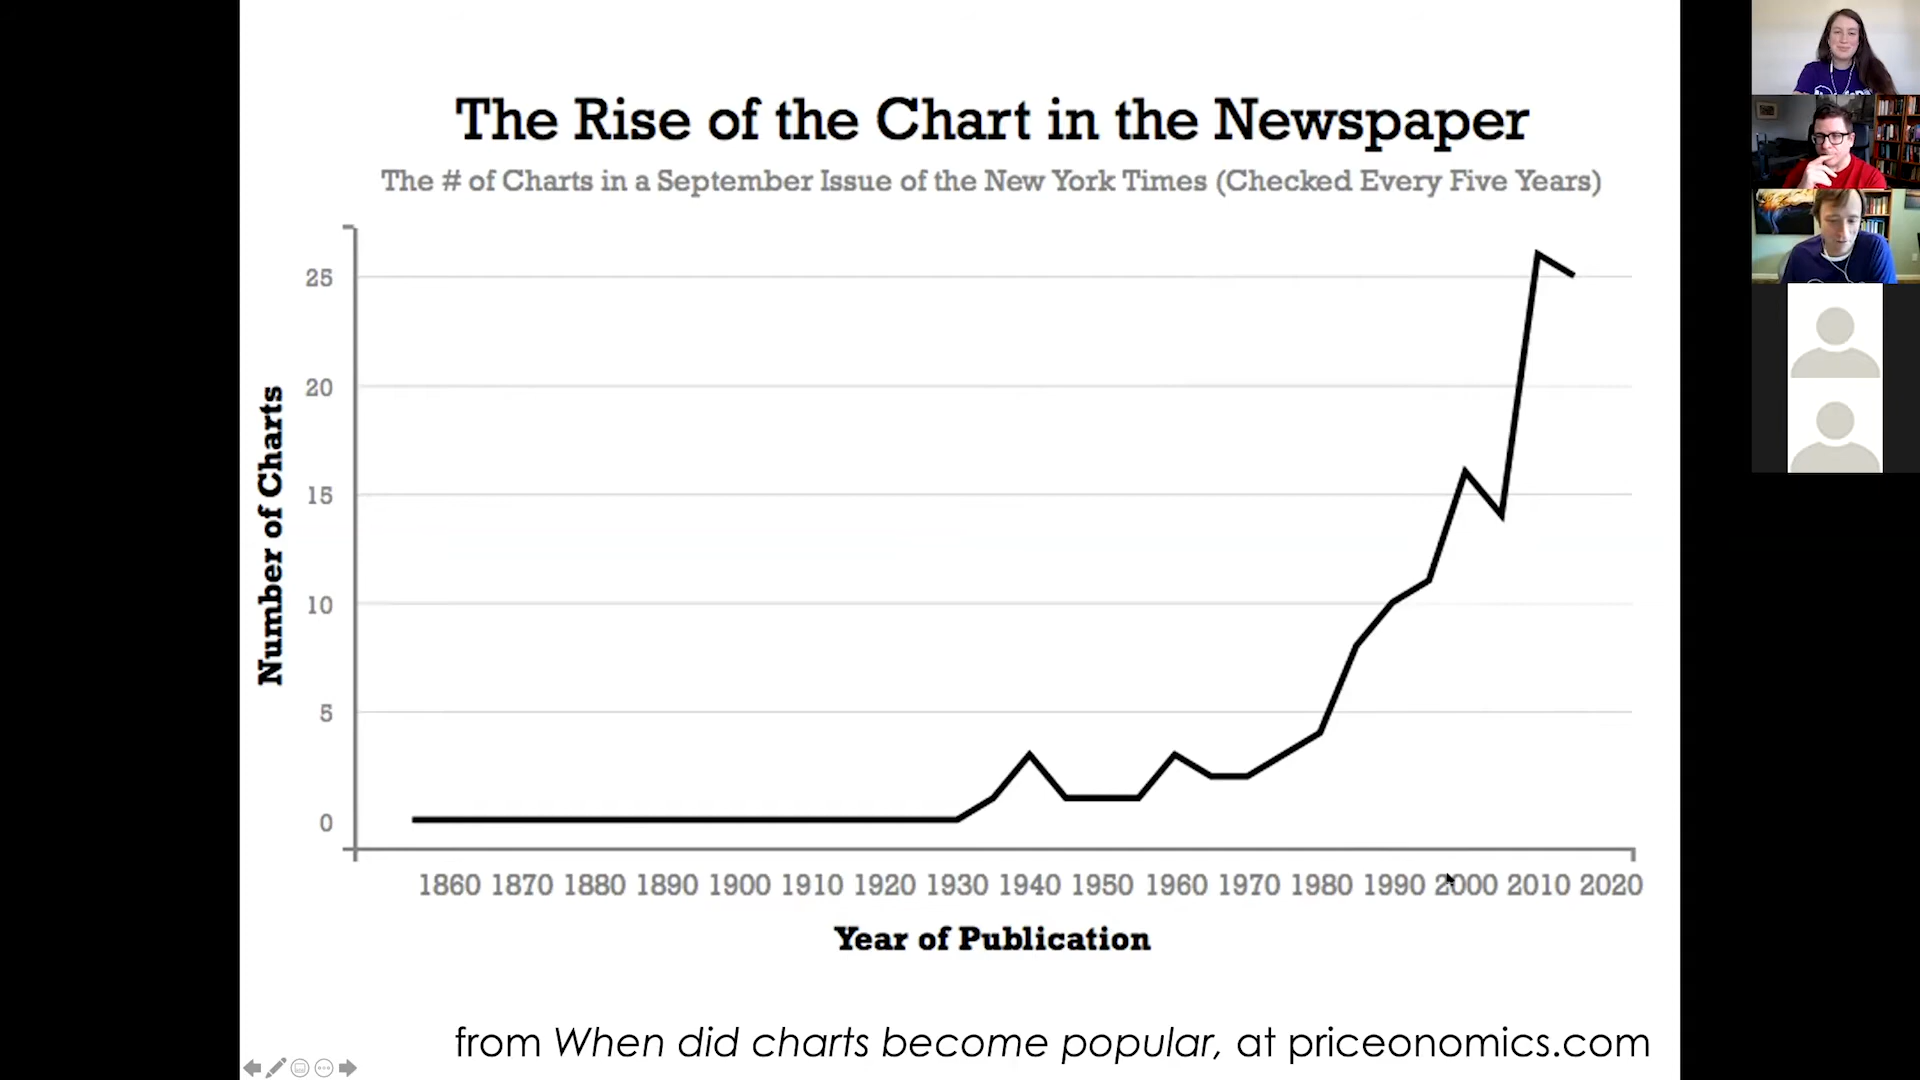 The Rise of the Chart in the Newspaper
The # of Charts in a September Issue of the New York Times (Checked Every Five Years)
Number of Charts
25
20
15
10
5
0
1860 1870 1880 1890 1900 1910 1920 1930 1940 1950 1960 1970 1980 1990 2000 2010 2020
Year of Publication
from When did charts become popular, at priceonomics.com